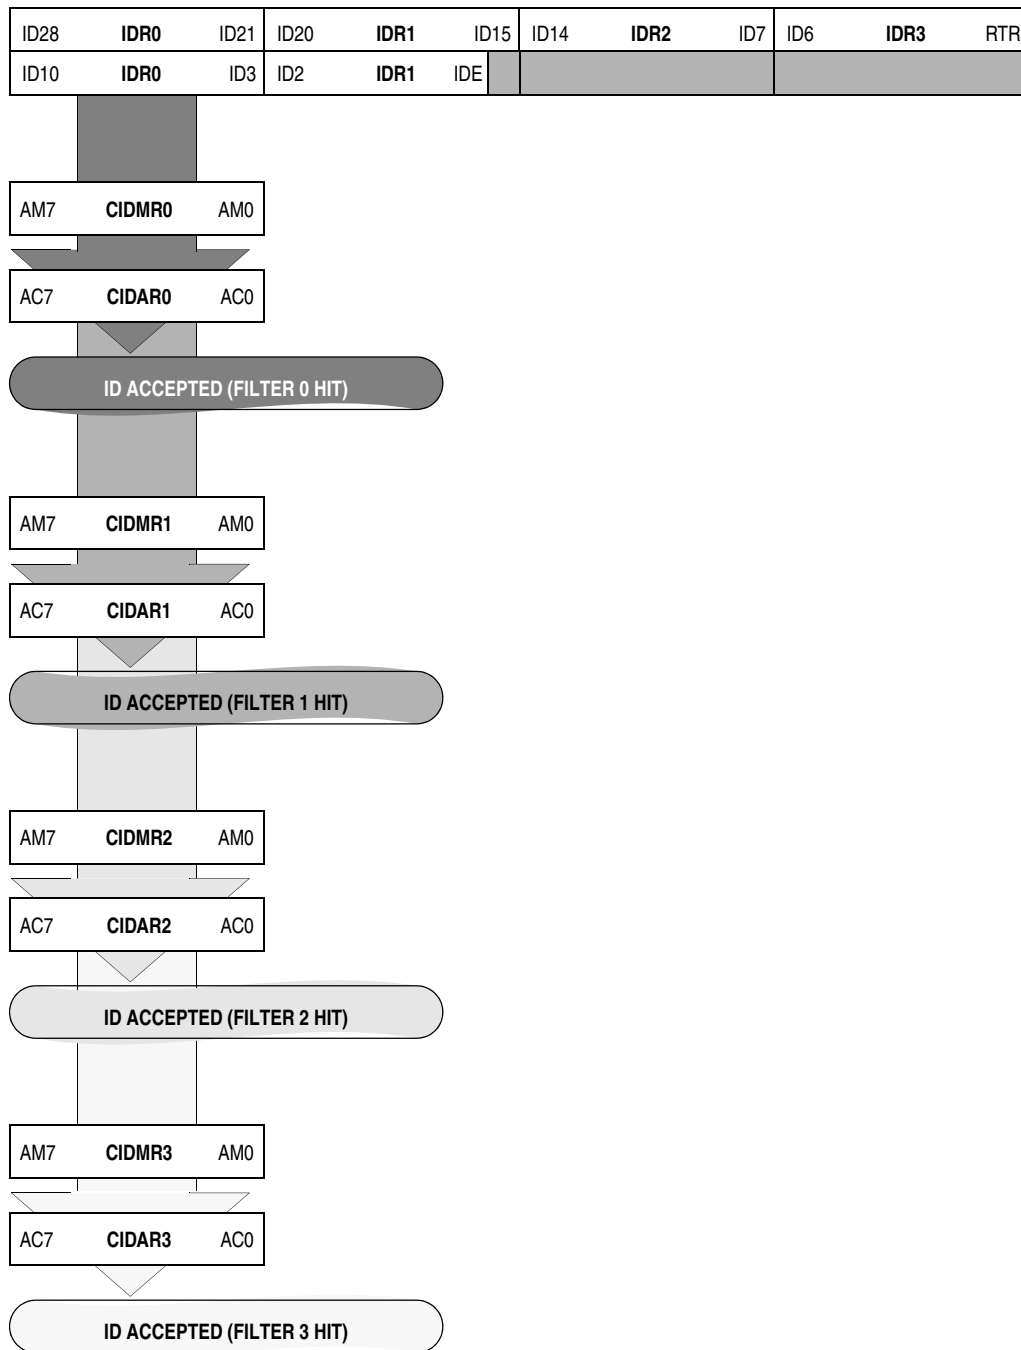 ID28 IDR0 ID21 ID20 IDR1 ID15 ID14 IDR2 ID7 ID6 IDR3 RTR
ID10 IDR0 ID3 ID2 IDR1 IDE
AM7 CIDMR0 AM0
AC7 CIDAR0 AC0
ID ACCEPTED (FILTER 0 HIT)
AM7 CIDMR1 AM0
AC7 CIDAR1 AC0
ID ACCEPTED (FILTER 1 HIT)
AM7 CIDMR2 AM0
AC7 CIDAR2 AC0
ID ACCEPTED (FILTER 2 HIT)
AM7 CIDMR3 AM0
AC7 CIDAR3 AC0
ID ACCEPTED (FILTER 3 HIT)